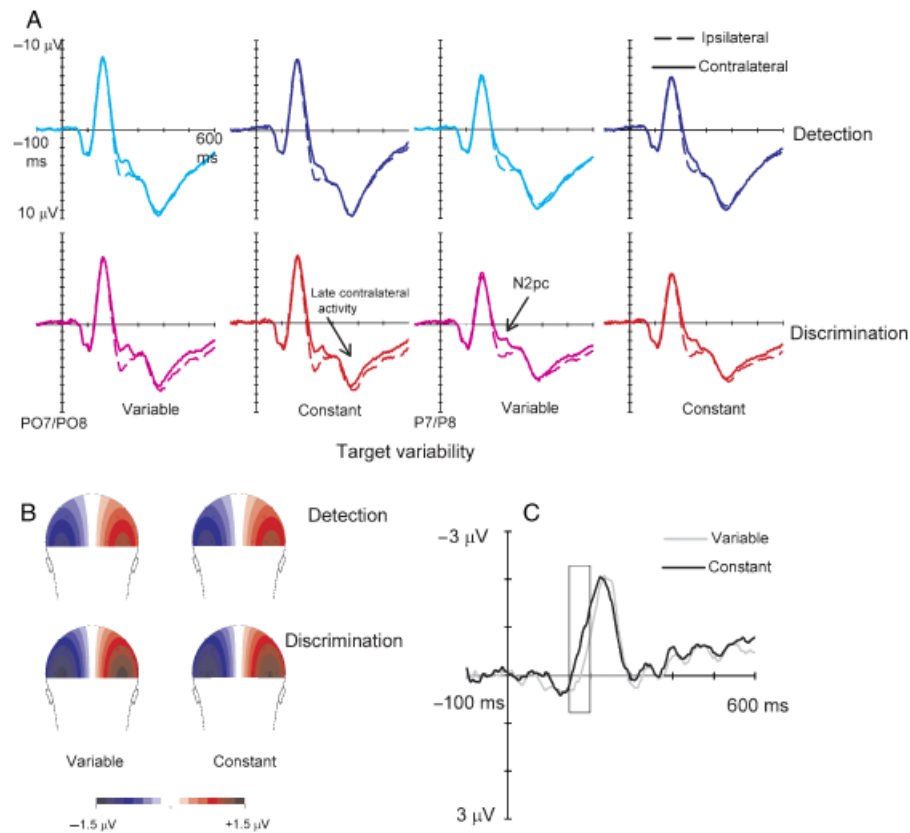 A
−10 μV
Ipsilateral
Contralateral
−100
ms
600
ms
Detection
10 μV
Late contralateral
activity
N2pc
Discrimination
PO7/PO8
Variable
Constant
P7/P8
Variable
Constant
Target variability
B
Detection
Discrimination
Variable
Constant
−1.5 μV
+1.5 μV
C
−3 μV
Variable
Constant
−100 ms
600 ms
3 μV